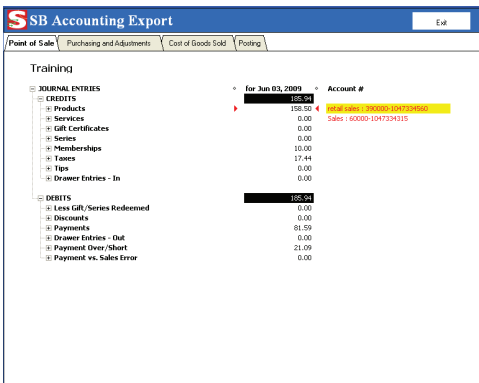 S SB Accounting Export Exit
Point of Sale Purchasing and Adjustments Cost of Goods Sold Posting
Training
JOURNAL ENTRIES for Jun 03, 2009 Account #
CREDITS 185.94
Products 158.50 retail sales : 390000-1047334560
Services 0.00 Sales : 60000-1047334315
Gift Certificates 0.00
Series 0.00
Memberships 10.00
Taxes 17.44
Tips 0.00
Drawer Entries - In 0.00
DEBITS 185.94
Less Gift/Series Redeemed 0.00
Discounts 0.00
Payments 81.59
Drawer Entries - Out 0.00
Payment Over/Short 21.09
Payment vs. Sales Error 0.00